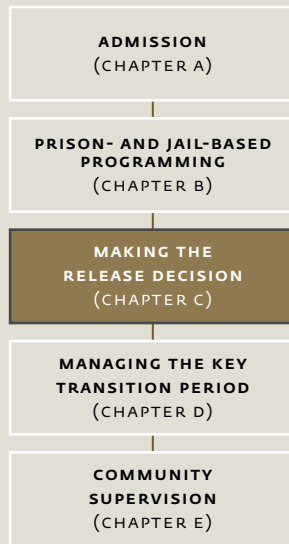 ADMISSION
(CHAPTER A)
PRISON- AND JAIL-BASED
PROGRAMMING
(CHAPTER B)
MAKING THE
RELEASE DECISION
(CHAPTER C)
MANAGING THE KEY
TRANSITION PERIOD
(CHAPTER D)
COMMUNITY
SUPERVISION
(CHAPTER E)